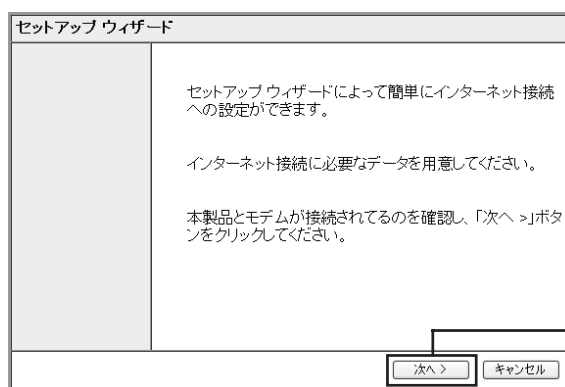 セットアップ ウィザード
セットアップ ウィザードによって簡単にインターネット接続
への設定ができます。
インターネット接続に必要なデータを用意してください。
本製品とモデムが接続されてるのを確認し、「次へ >」ボタ
ンをクリックしてください。
次へ >
キャンセル